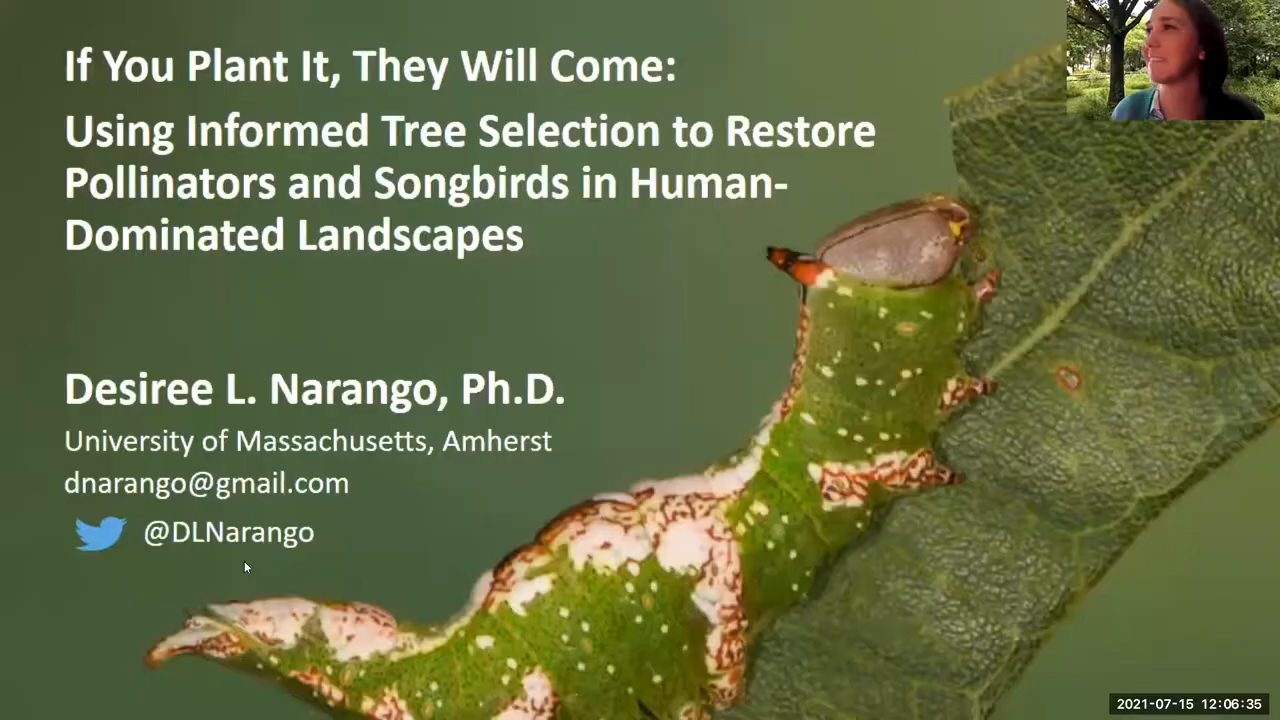 If You Plant It, They Will Come:
Using Informed Tree Selection to Restore
Pollinators and Songbirds in Human-
Dominated Landscapes
Desiree L. Narango, Ph.D.
University of Massachusetts, Amherst
dnarango@gmail.com
@DLNarango
2021-07-15 12:06:35